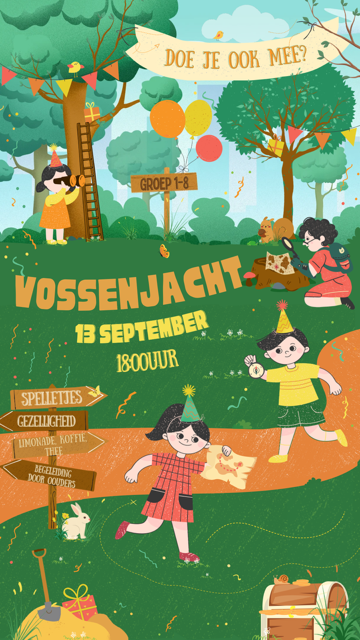 DOE JE OOK MEE?
GROEP 1-8
VOSSENJACHT
13 SEPTEMBER
18:00UUR
SPELLETJES
GEZELLIGHEID
LIMONADE KOFFIE
THEE
BEGELEIDING
DOOR OUDERS